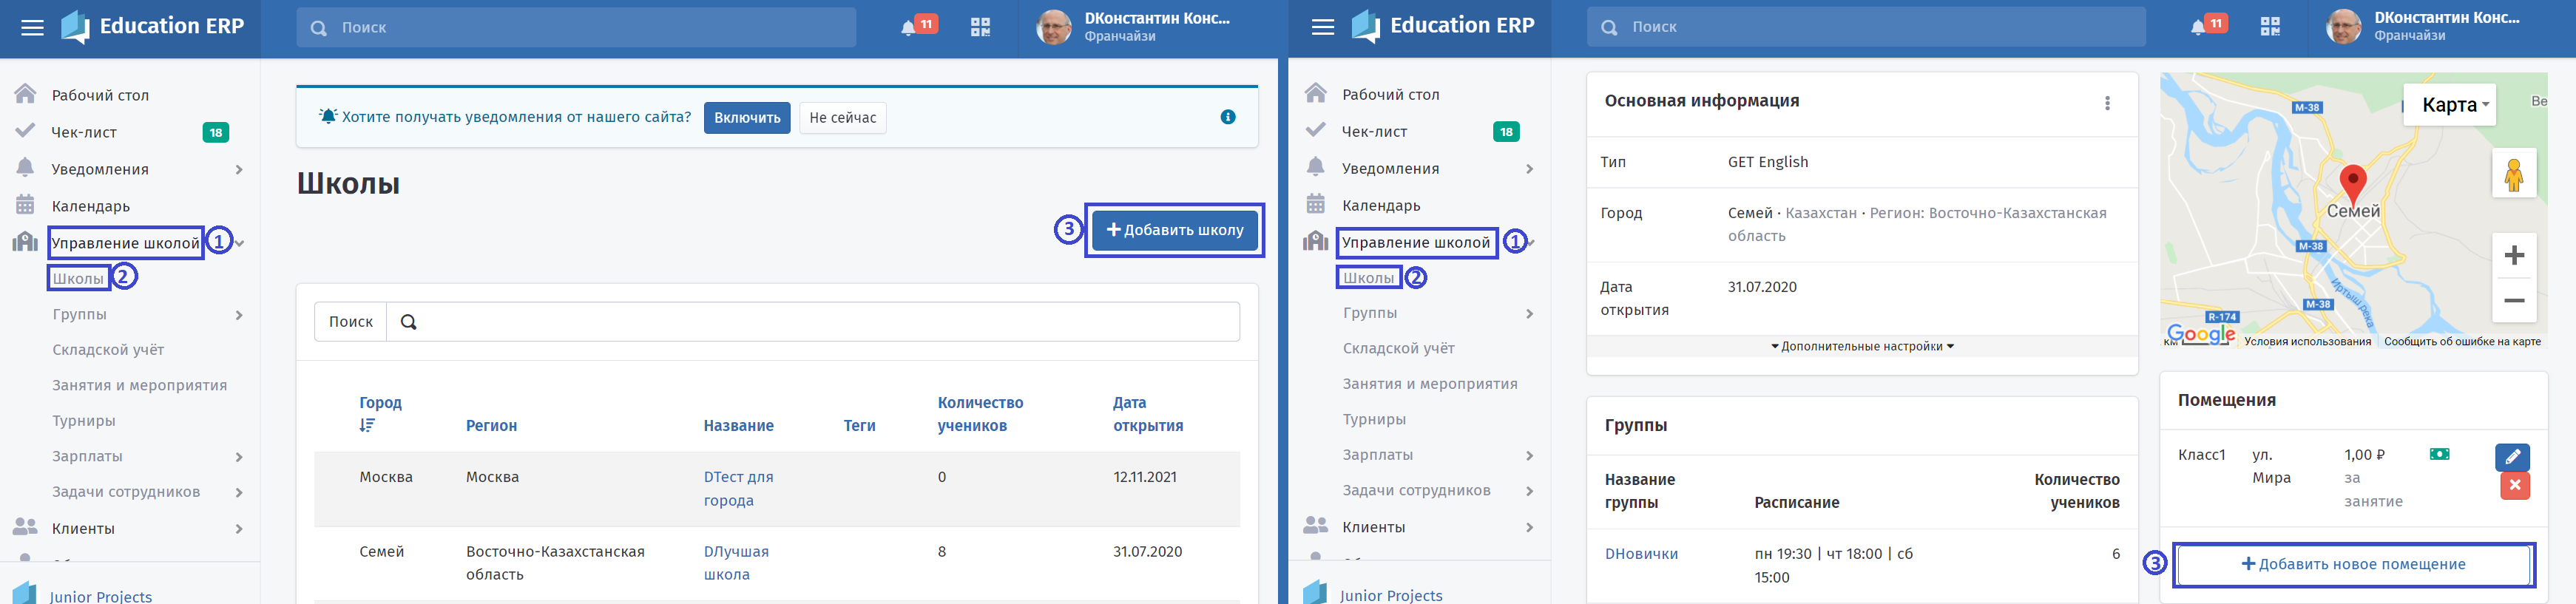 Education ERP
Поиск
11
DКонстантин Конс...
Франчайзи
Рабочий стол
Чек-лист
18
Уведомления
Календарь
Управление школой
1
Школы
2
Группы
Складской учёт
Занятия и мероприятия
Турниры
Зарплаты
Задачи сотрудников
Клиенты
Junior Projects
Хотите получать уведомления от нашего сайта?
Включить
Не сейчас
Школы
3
Добавить школу
Поиск
Город
Регион
Название
Теги
Количество
учеников
Дата
открытия
Москва
Москва
DТест для
города
0
12.11.2021
Семей
Восточно-Казахстанская
область
DЛучшая
школа
8
31.07.2020
Education ERP
Поиск
11
DКонстантин Конс...
Франчайзи
Рабочий стол
Чек-лист
18
Уведомления
Календарь
Управление школой
1
Школы
2
Группы
Складской учёт
Занятия и мероприятия
Турниры
Зарплаты
Задачи сотрудников
Клиенты
Junior Projects
Основная информация
Тип
GET English
Город
Семей · Казахстан · Регион: Восточно-Казахстанская
область
Дата
открытия
31.07.2020
Дополнительные настройки
Группы
Название
группы
Расписание
Количество
учеников
DНовички
пн 19:30 | чт 18:00 | сб
15:00
6
M-38
Карта
Ве
Семей
M-38
Иртыш река
M-38
R-174
Google
км
Условия использования
Сообщить об ошибке на карте
Помещения
Класс1
ул.
Мира
1,00 ₽
за
занятие
3
Добавить новое помещение